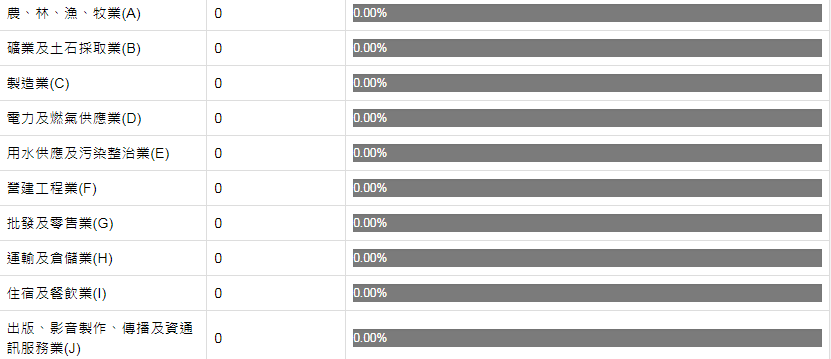 農、林、漁、牧業(A) 0 0.00%
礦業及土石採取業(B) 0 0.00%
製造業(C) 0 0.00%
電力及燃氣供應業(D) 0 0.00%
用水供應及污染整治業(E) 0 0.00%
營建工程業(F) 0 0.00%
批發及零售業(G) 0 0.00%
運輸及倉儲業(H) 0 0.00%
住宿及餐飲業(I) 0 0.00%
出版、影音製作、傳播及資通
訊服務業(J) 0 0.00%